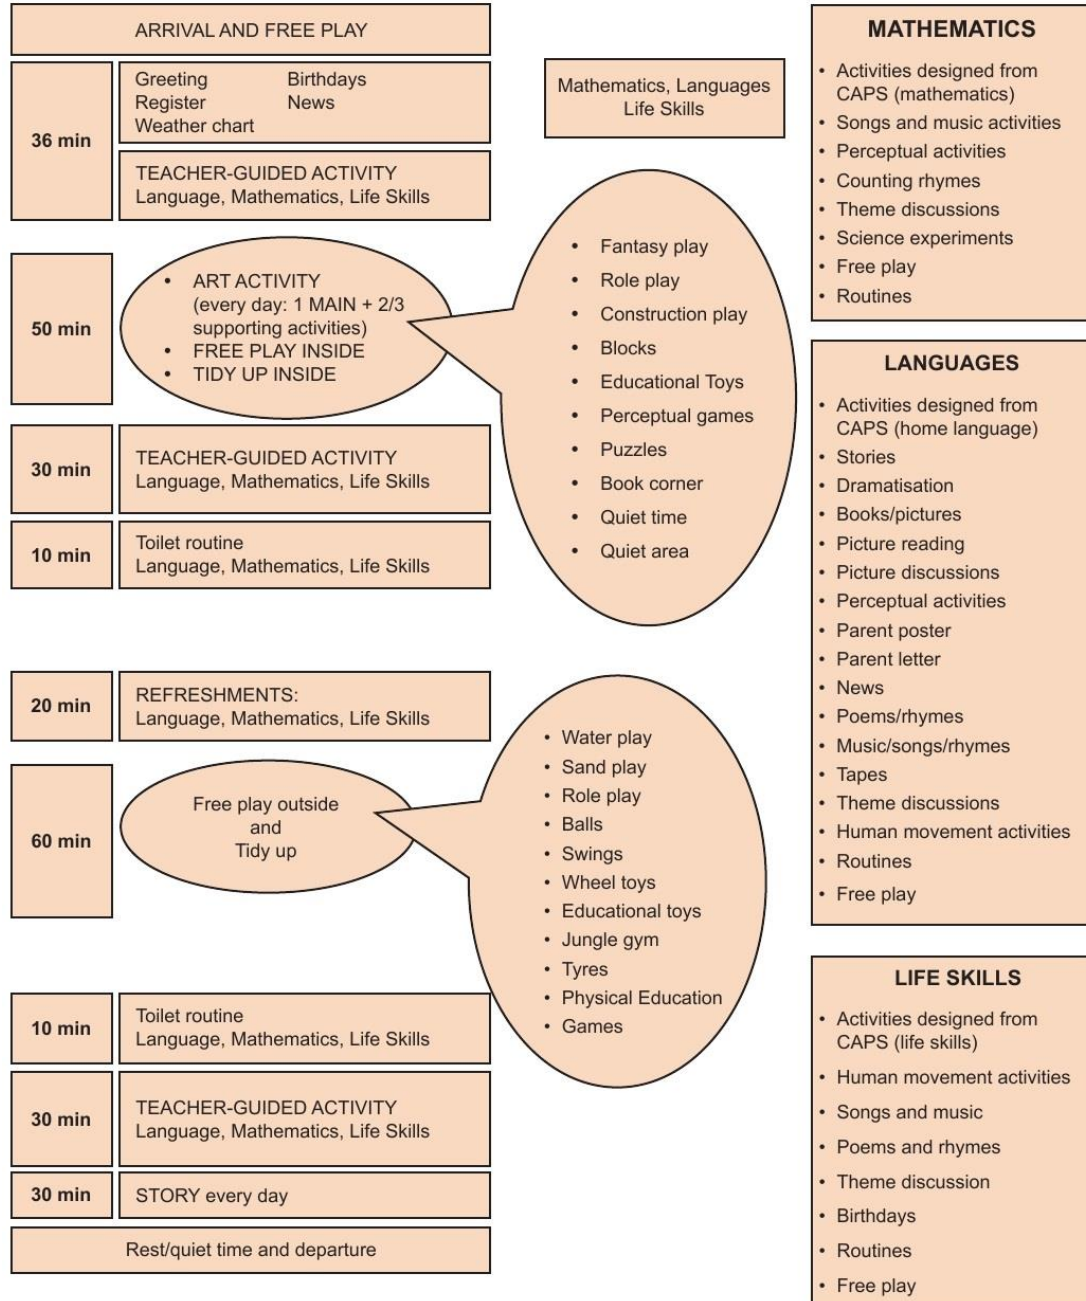 ARRIVAL AND FREE PLAY
36 min
Greeting Birthdays
Register News
Weather chart
TEACHER-GUIDED ACTIVITY
Language, Mathematics, Life Skills
50 min
• ART ACTIVITY
(every day: 1 MAIN + 2/3
supporting activities)
• FREE PLAY INSIDE
• TIDY UP INSIDE
30 min
TEACHER-GUIDED ACTIVITY
Language, Mathematics, Life Skills
10 min
Toilet routine
Language, Mathematics, Life Skills
20 min
REFRESHMENTS:
Language, Mathematics, Life Skills
60 min
Free play outside
and
Tidy up
10 min
Toilet routine
Language, Mathematics, Life Skills
30 min
TEACHER-GUIDED ACTIVITY
Language, Mathematics, Life Skills
30 min
STORY every day
Rest/quiet time and departure
Mathematics, Languages
Life Skills
• Fantasy play
• Role play
• Construction play
• Blocks
• Educational Toys
• Perceptual games
• Puzzles
• Book corner
• Quiet time
• Quiet area
• Water play
• Sand play
• Role play
• Balls
• Swings
• Wheel toys
• Educational toys
• Jungle gym
• Tyres
• Physical Education
• Games
MATHEMATICS
• Activities designed from
CAPS (mathematics)
• Songs and music activities
• Perceptual activities
• Counting rhymes
• Theme discussions
• Science experiments
• Free play
• Routines
LANGUAGES
• Activities designed from
CAPS (home language)
• Stories
• Dramatisation
• Books/pictures
• Picture reading
• Picture discussions
• Perceptual activities
• Parent poster
• Parent letter
• News
• Poems/rhymes
• Music/songs/rhymes
• Tapes
• Theme discussions
• Human movement activities
• Routines
• Free play
LIFE SKILLS
• Activities designed from
CAPS (life skills)
• Human movement activities
• Songs and music
• Poems and rhymes
• Theme discussion
• Birthdays
• Routines
• Free play